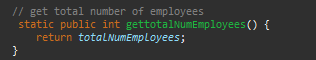 // get total number of employees
static public int gettotalNumEmployees() {
return totalNumEmployees;
}